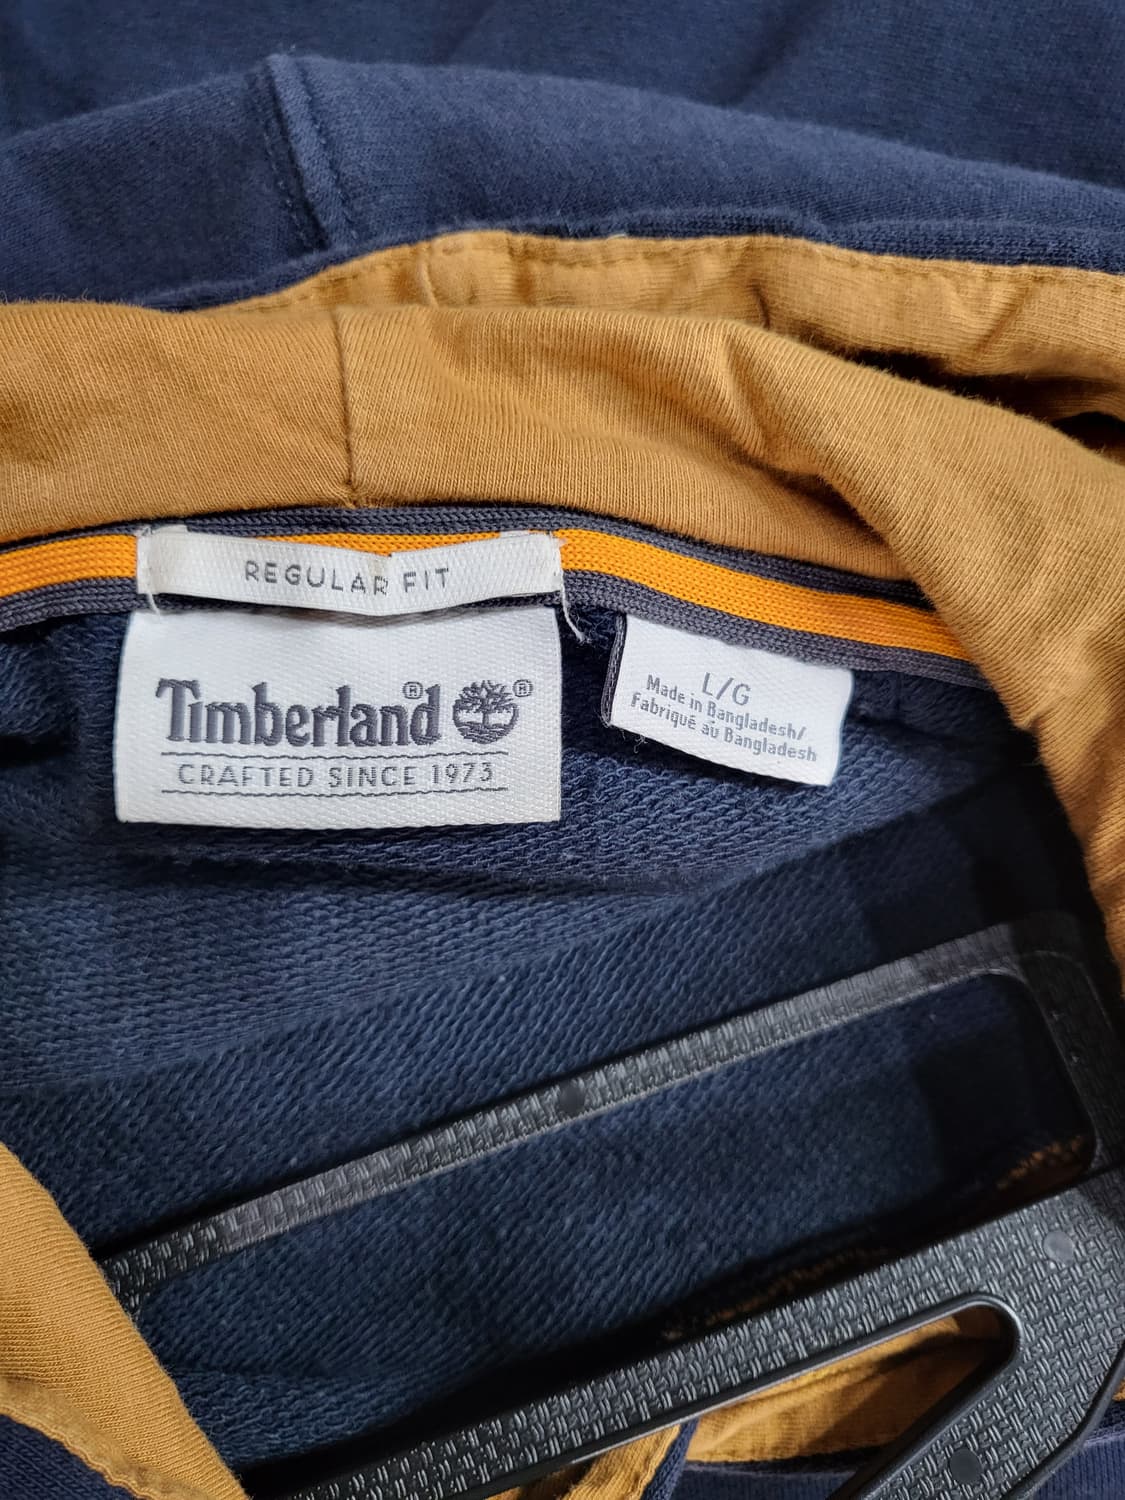 REGULAR FIT
Timberland®®
CRAFTED SINCE 1973
L/G
Made in Bangladesh/
Fabriqué au Bangladesh